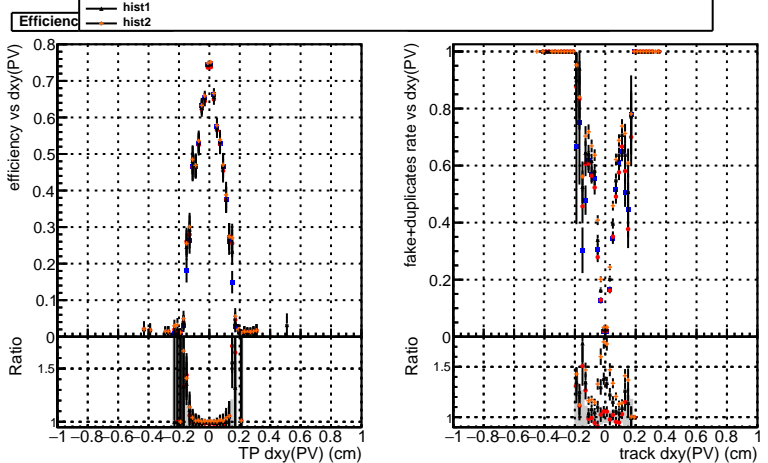 hist1
Efficienc
hist2
efficiency vs dxy(PV)
0.8
0.7
0.6
0.5
0.4
0.3
0.2
0.1
0
Ratio
1.5
1
−1 −0.8 −0.6 −0.4 −0.2 0 0.2 0.4 0.6 0.8 1
TP dxy(PV) (cm)
fake+duplicates rate vs dxy(PV)
1
0.8
0.6
0.4
0.2
0
Ratio
1.5
1
−1 −0.8 −0.6 −0.4 −0.2 0 0.2 0.4 0.6 0.8 1
track dxy(PV) (cm)